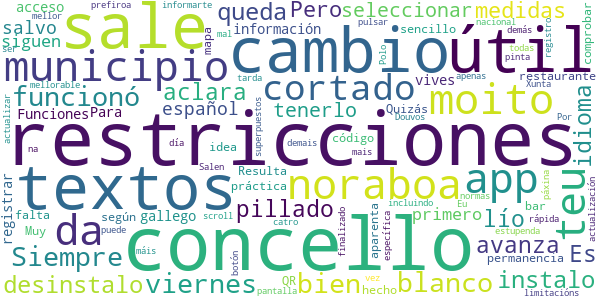 acceso
prefiroa
informarte
sale
mellor
salvo
siguen
mapa
queda
Pero
información
pulsar
sencillo
Polo
seleccionar
medidas
mal
apenas
nacional
demás
registro
todas
pinta
Xunta
comprobar
restaurante
ser
mellorable
municipio
cambio
útil
funcionó
aclara
cortado
vives
moito
idioma
Funciones
Para
español
tenerlo
Quizás
tarda
superpuestos
Douvos
Por
actualizar
restricciones
na
día
demais
código
mais
Salen
idea
Resulta
práctica
incluindo
Eu
normas
páxina
actualización
textos
noraboa
app
teu
bar
rápida
registrar
da
pillado
primero
lío
estupenda
falta
según
gallego
scroll
puede
Muy
catro
finalizado
aparenta
específica
Siempre
concello
avanza
Es
máis
botón
QR
vez
permanencia
desinstalo
viernes
bien
hecho
blanco
instalo
pantalla
limitacións